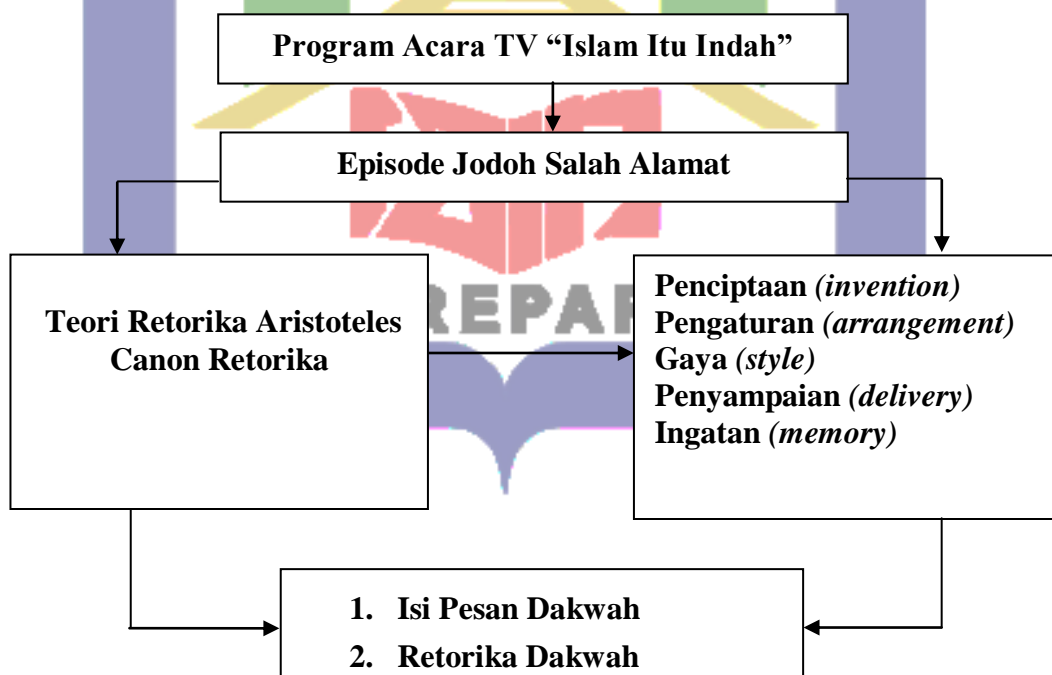 Program Acara TV “Islam Itu Indah”
Episode Jodoh Salah Alamat
Teori Retorika Aristoteles
Canon Retorika
REPAR
Penciptaan (invention)
Pengaturan (arrangement)
Gaya (style)
Penyampaian (delivery)
Ingatan (memory)
1. Isi Pesan Dakwah
2. Retorika Dakwah